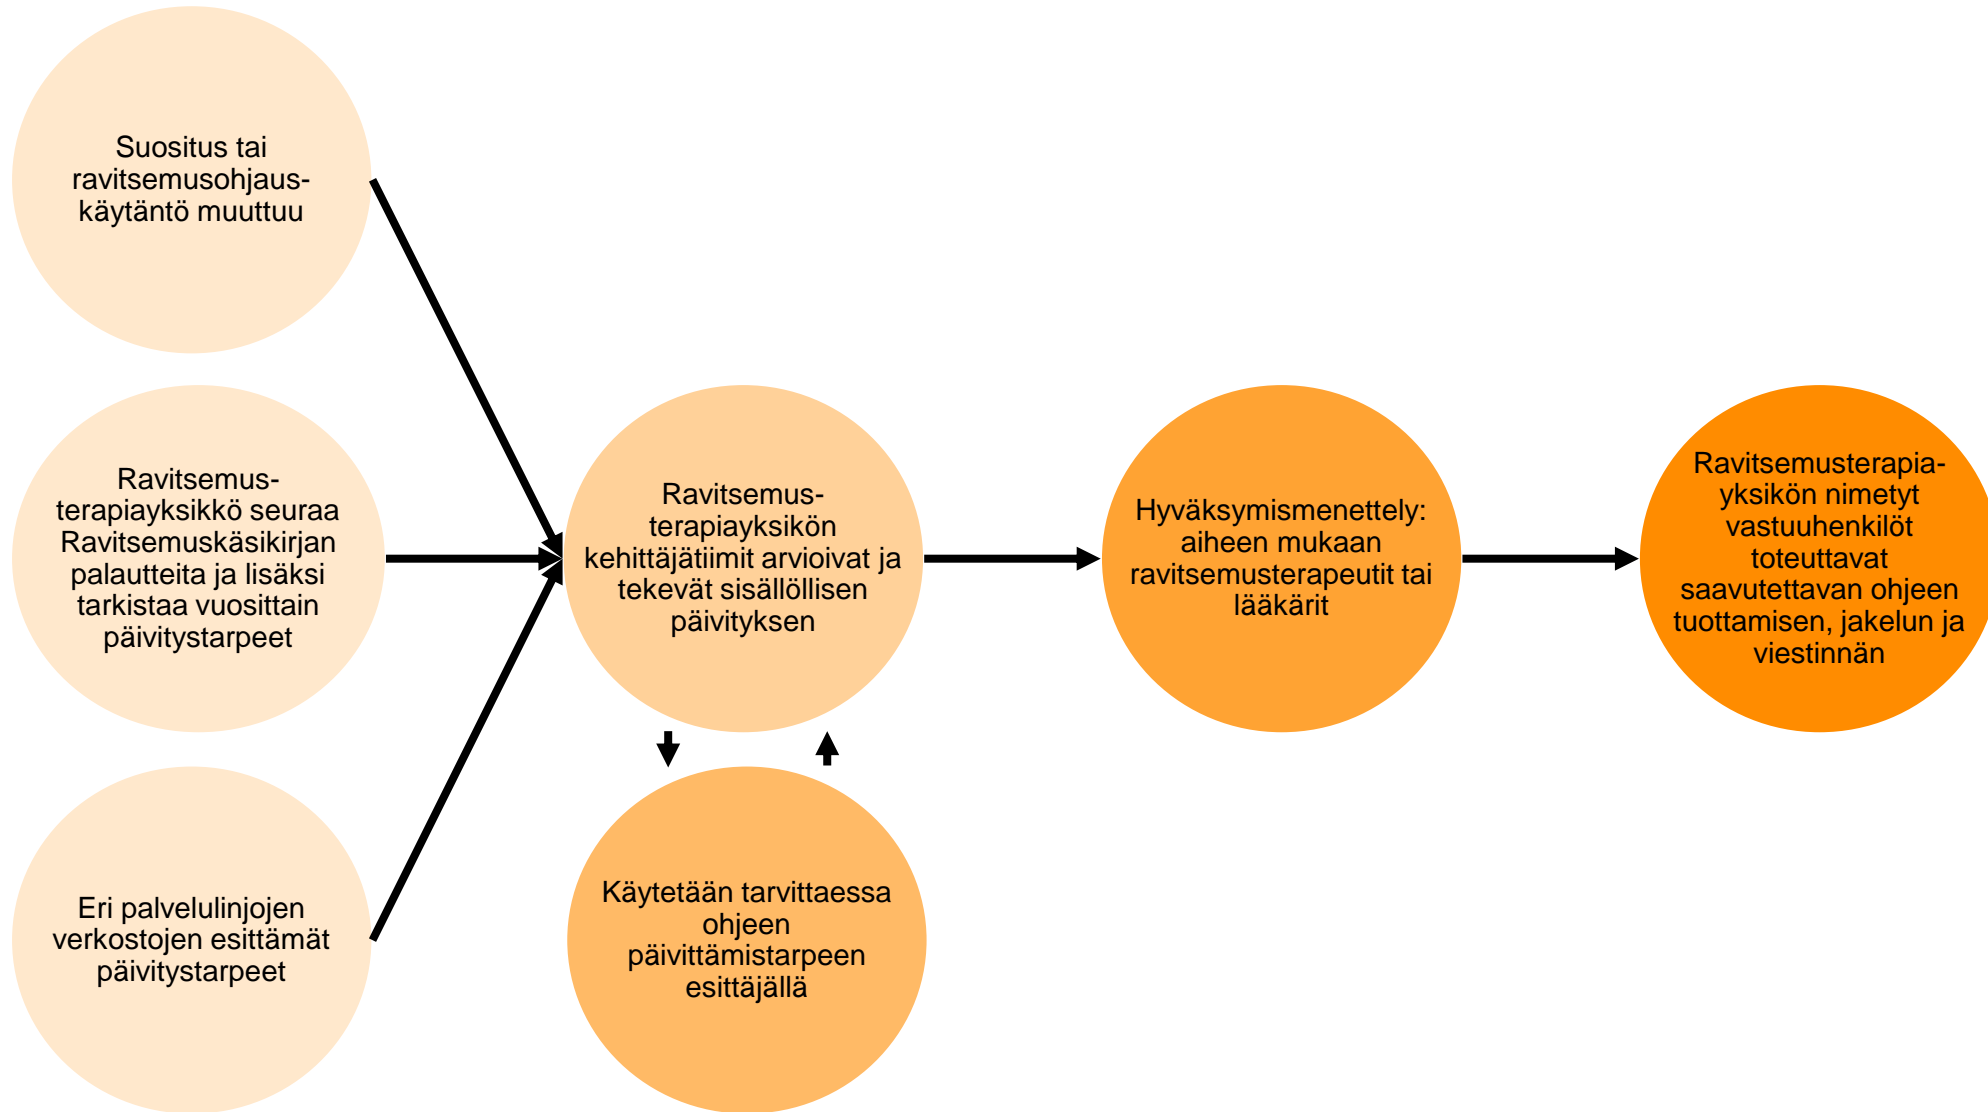 Suositus tai
ravitsemusohjaus-
käytäntö muuttuu
Ravitsemus-
terapiayksikkö seuraa
Ravitsemuskäsikirjan
palautteita ja lisäksi
tarkistaa vuosittain
päivitystarpeet
Eri palvelulinjojen
verkostojen esittämät
päivitystarpeet
Ravitsemus-
terapiayksikön
kehittäjätiimit arvioivat ja
tekevät sisällöllisen
päivityksen
Käytetään tarvittaessa
ohjeen
päivittämistarpeen
esittäjällä
Hyväksymismenettely:
aiheen mukaan
ravitsemusterapeutit tai
lääkärit
Ravitsemusterapia-
yksikön nimetyt
vastuuhenkilöt
toteuttavat
saavutettavan ohjeen
tuottamisen, jakelun ja
viestinnän